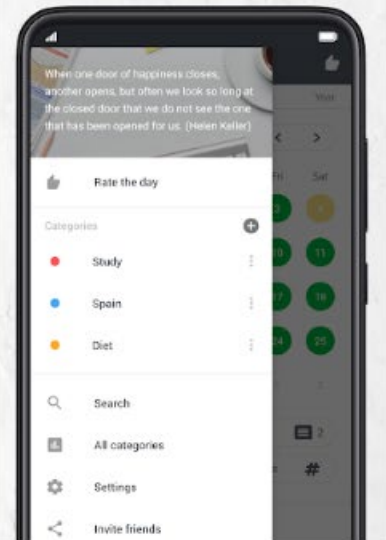 When one door of happiness closes,
another opens, but often we look so long at
the closed door that we do not see the one
that has been opened for us. (Helen Keller)
Rate the day
Categories
Study
Spain
Diet
Search
All categories
Settings
Invite friends
Fri Sat
10 11
17 18
24 25
2
#